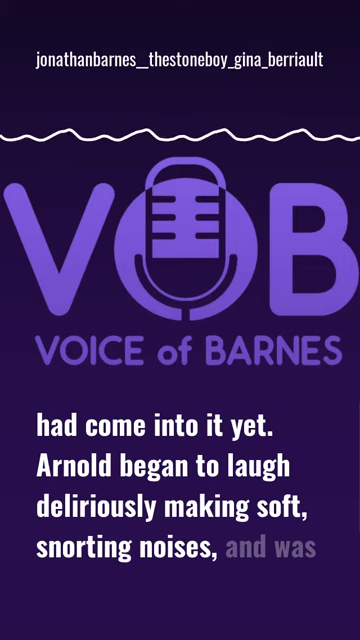 jonathanbarnes__thestoneboy_gina_berriault
VOB
VOICE of BARNES
had come into it yet.
Arnold began to laugh
deliriously making soft,
snorting noises, and was